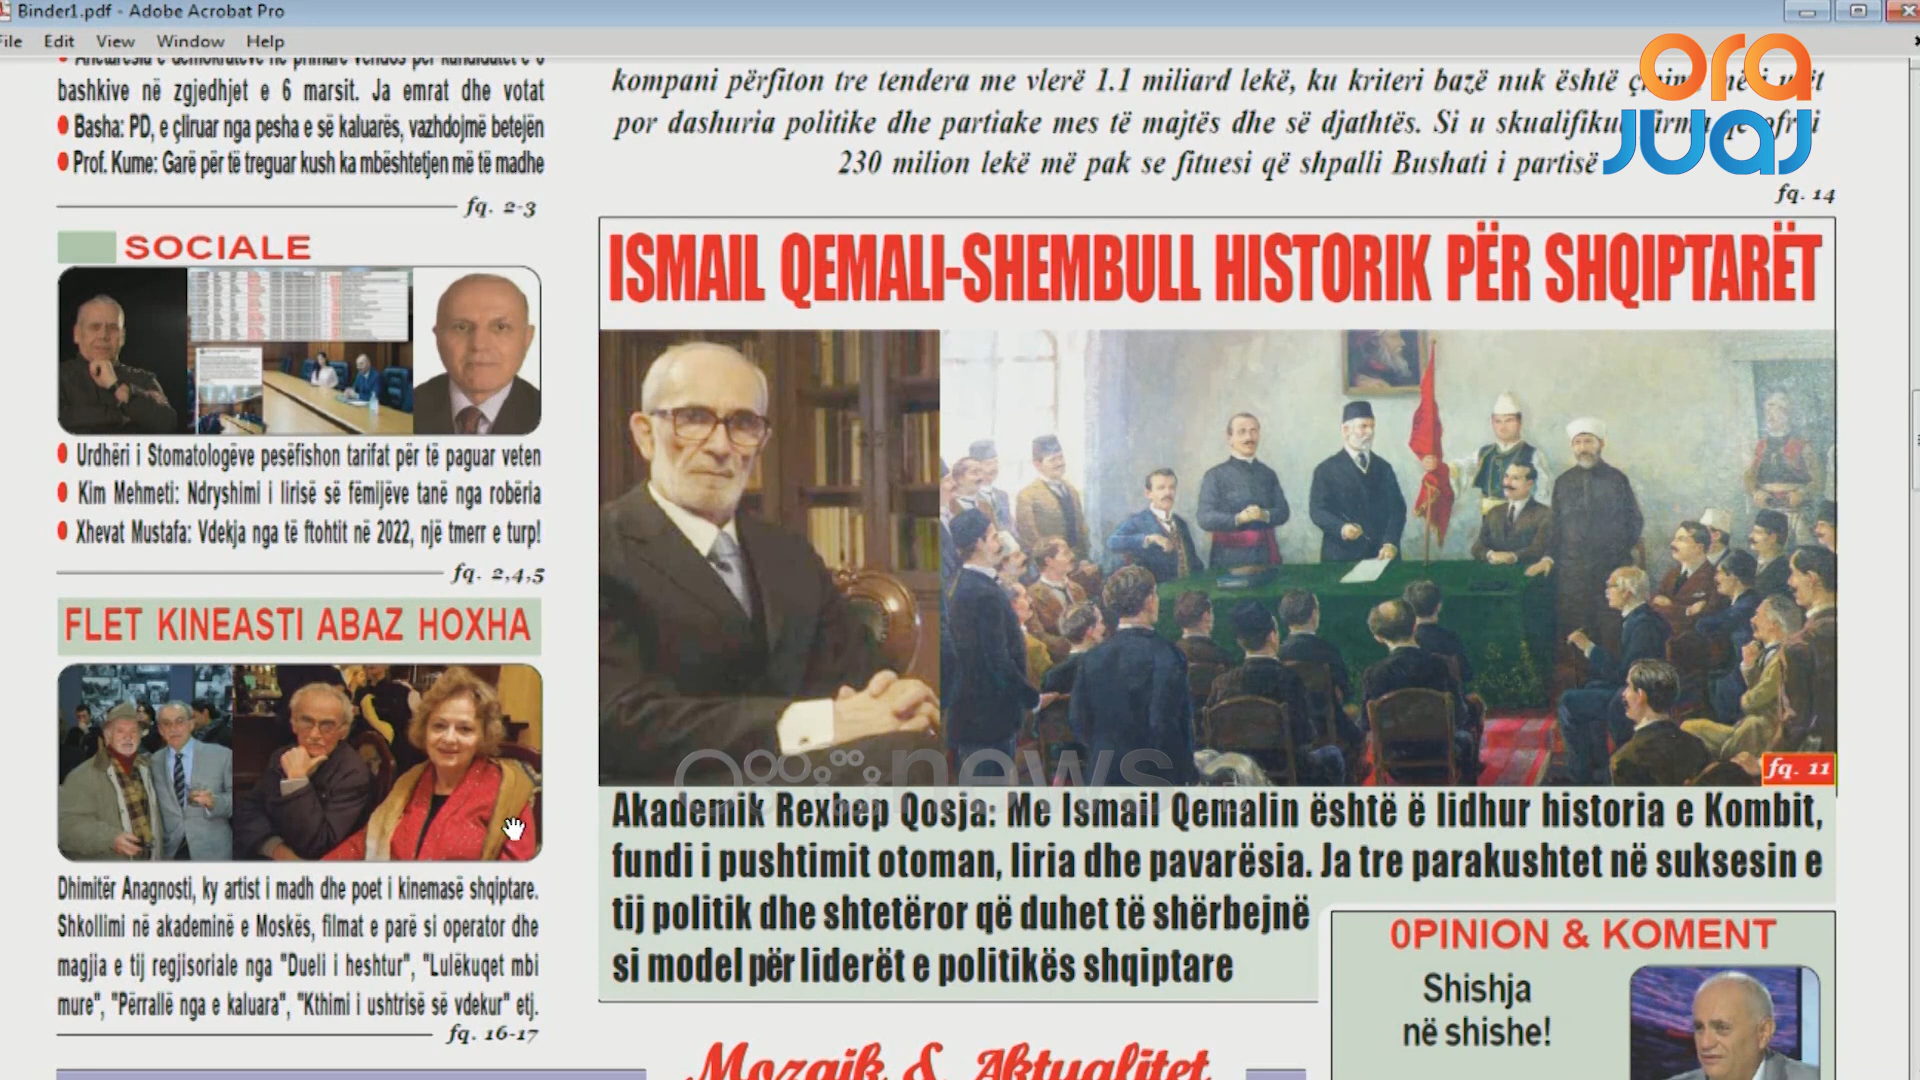 Binder1.pdf - Adobe Acrobat Pro
File Edit View Window Help
ora
juaj
bashkive në zgjedhjet e 6 marsit. Ja emrat dhe votat
Basha: PD, e çliruar nga pesha e së kaluarës, vazhdojmë betejën
Prof. Kume: Garë për të treguar kush ka mbështetjen më të madhe
fq. 2-3
SOCIALE
Urdhëri i Stomatologëve pesëfishon tarifat për të paguar veten
Kim Mehmeti: Ndryshimi i lirisë së fëmijëve tanë nga robëria
Xhevat Mustafa: Vdekja nga të ftohtit në 2022, një tmerr e turp!
fq. 2,4,5
FLET KINEASTI ABAZ HOXHA
Dhimitër Anagnosti, ky artist i madh dhe poet i kinemasë shqiptare.
Shkollimi në akademinë e Moskës, filmat e parë si operator dhe
magjia e tij regjisoriale nga "Dueli i heshtur", "Lulëkuqet mbi
mure", "Përrallë nga e kaluara", "Kthimi i ushtrisë së vdekur" etj.
fq. 16-17
kompani përfiton tre tendera me vlerë 1.1 miliard lekë, ku kriteri bazë nuk është
por dashuria politike dhe partiake mes të majtës dhe së djathtës. Si u
230 milion lekë më pak se fituesi që shpalli Bushati i partisë
fq. 14
ISMAIL QEMALI-SHEMBULL HISTORIK PËR SHQIPTARËT
fq. 11
news
Akademik Rexhep Qosja: Me Ismail Qemalin është ë lidhur historia e Kombit,
fundi i pushtimit otoman, liria dhe pavarësia. Ja tre parakushtet në suksesin e
tij politik dhe shtetëror që duhet të shërbejnë
si model për liderët e politikës shqiptare
0PINION & KOMENT
Shishja
në shishe!
Mozaik & Aktualitet